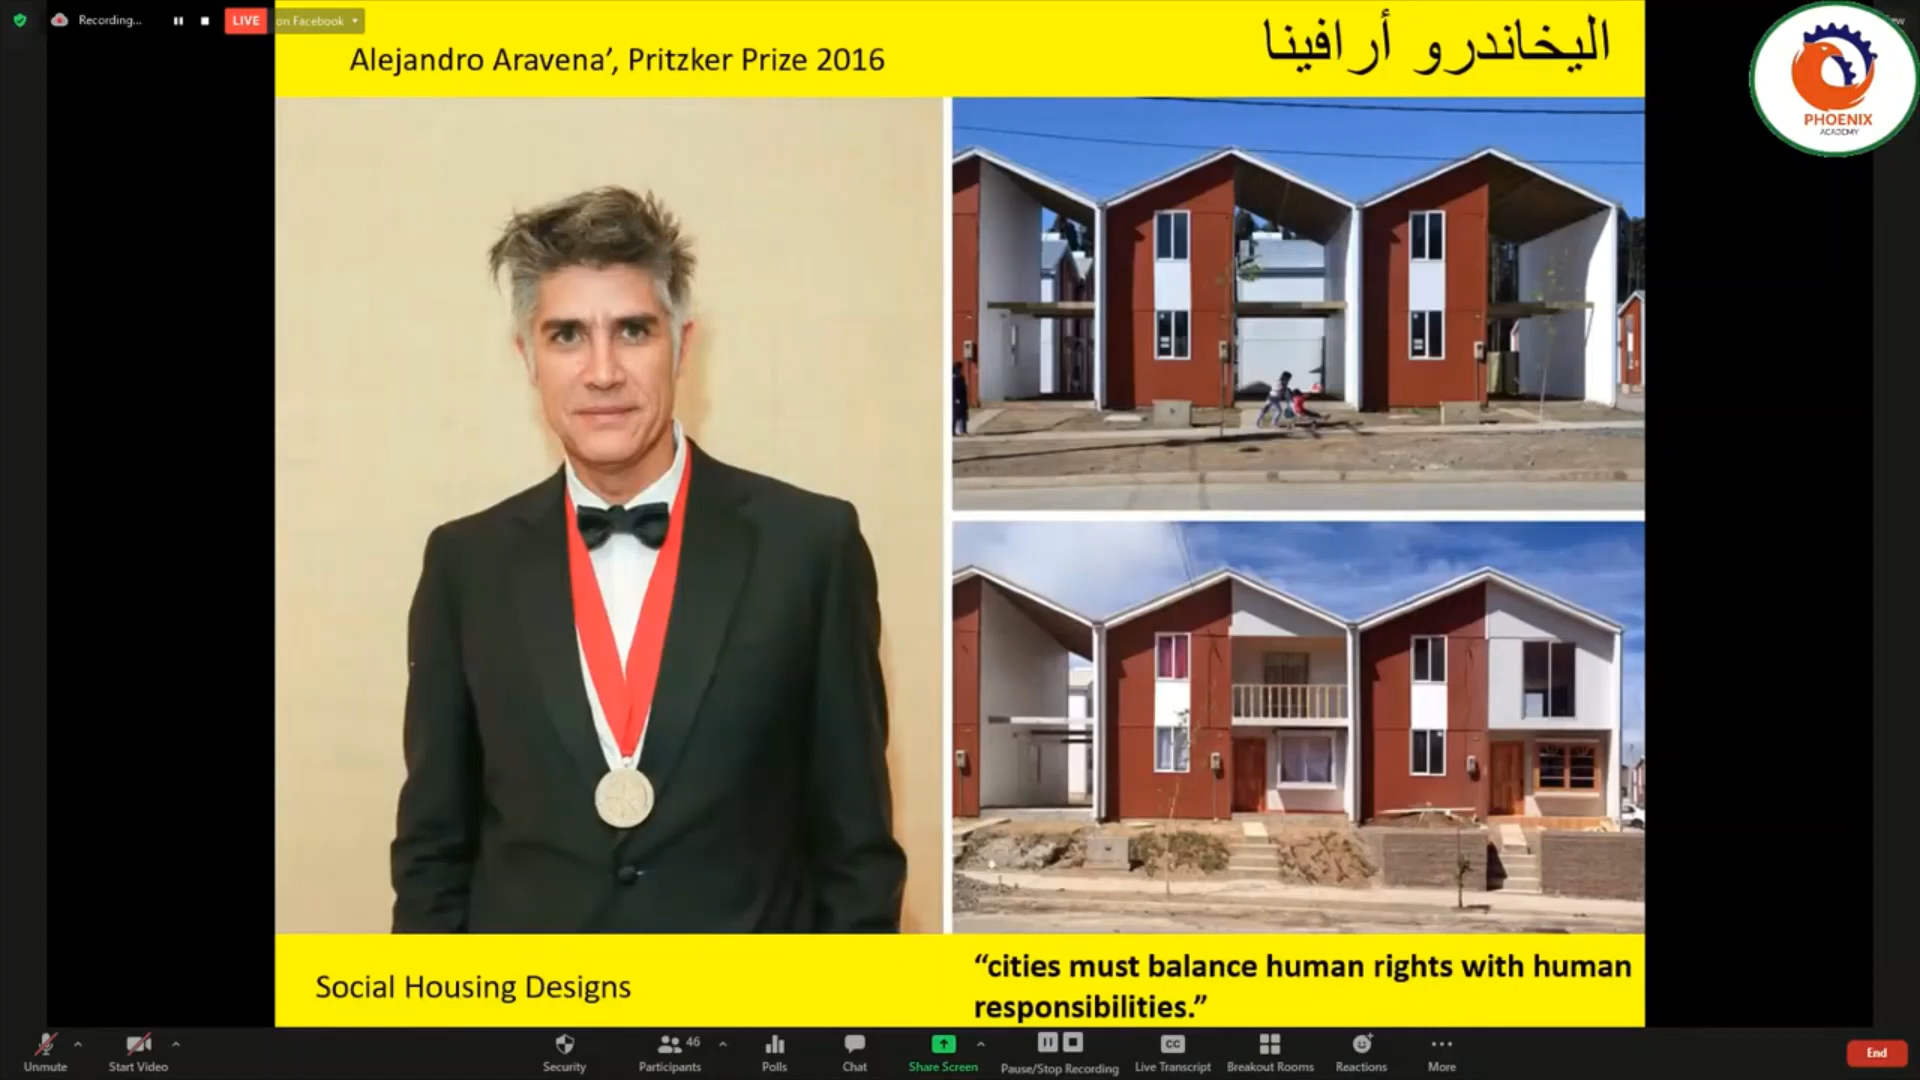 Recording...
LIVE
on Facebook
Alejandro Aravena’, Pritzker Prize 2016
اليخاندرو أرافينا
PHOENIX
ACADEMY
Social Housing Designs
“cities must balance human rights with human
responsibilities.”
Unmute
Start Video
Security
46
Participants
Polls
Chat
Share Screen
Pause/Stop Recording
CC
Live Transcript
Breakout Rooms
Reactions
More
End